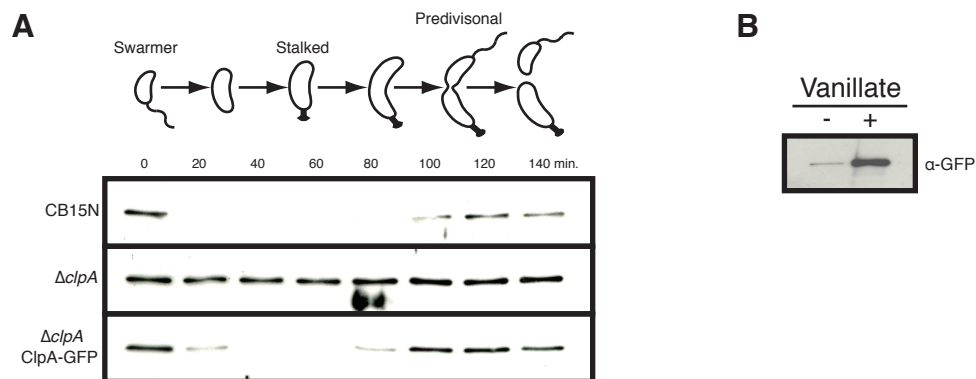 A
Swarmer
Stalked
Predivisonal
0 20 40 60 80 100 120 140 min.
CB15N
ΔclpA
ΔclpA
ClpA-GFP
B
Vanillate
- +
α-GFP